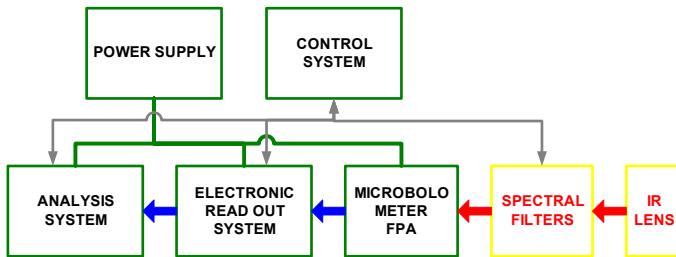 POWER SUPPLY
CONTROL
SYSTEM
ANALYSIS
SYSTEM
ELECTRONIC
READ OUT
SYSTEM
MICROBOLO
METER
FPA
SPECTRAL
FILTERS
IR
LENS